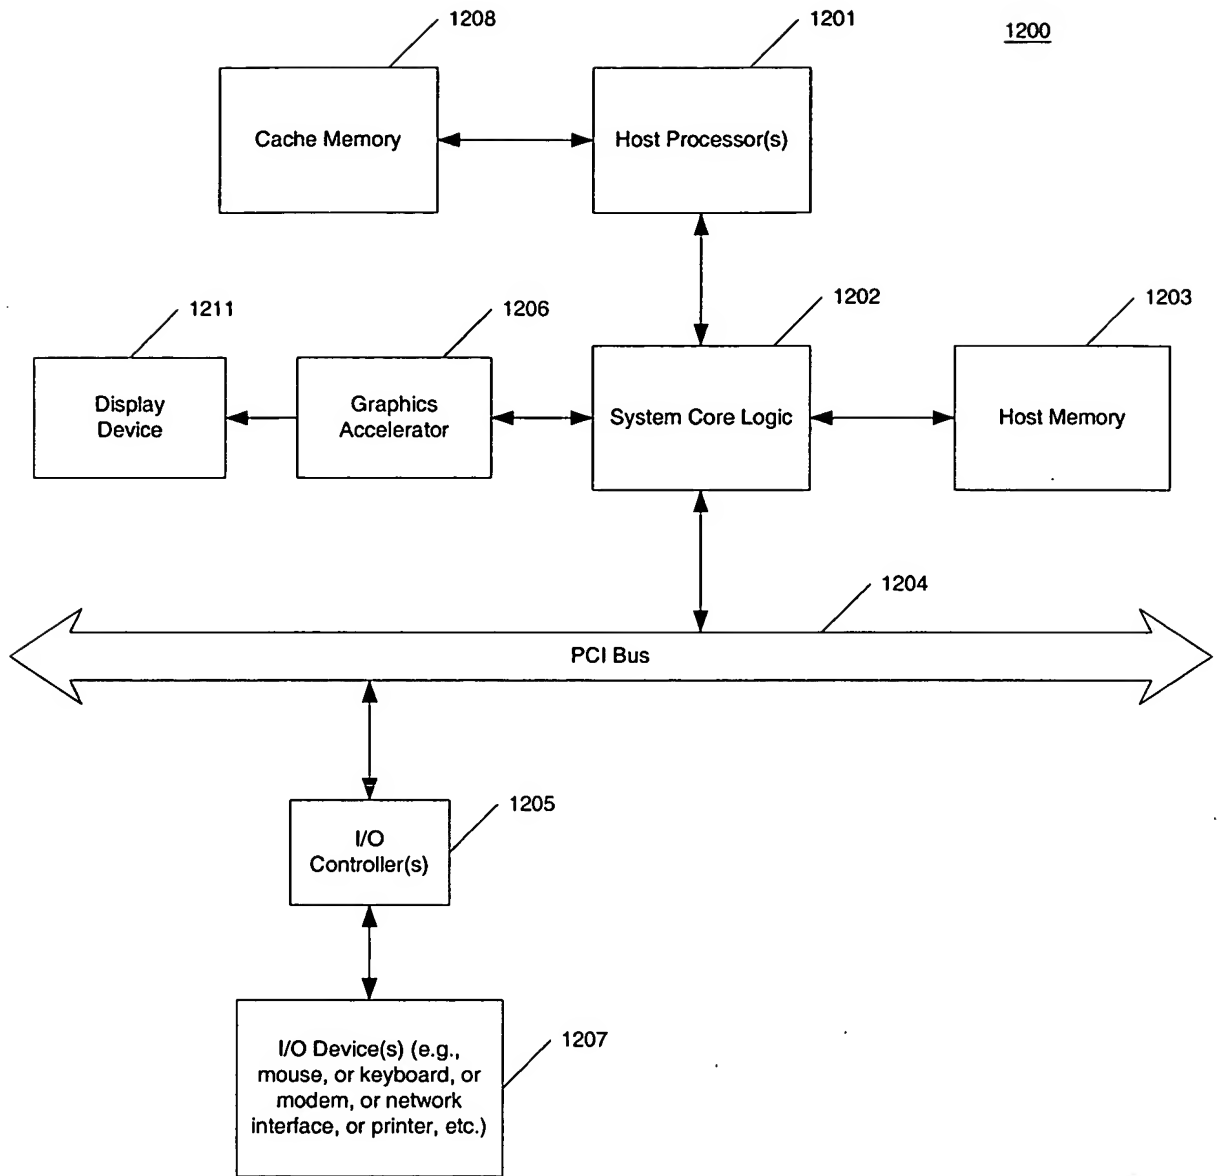 1208
1201
1200
Cache Memory
Host Processor(s)
1211
1206
1202
1203
Display
Device
Graphics
Accelerator
System Core Logic
Host Memory
1204
PCI Bus
1205
I/O
Controller(s)
1207
I/O Device(s) (e.g.,
mouse, or keyboard, or
modem, or network
interface, or printer, etc.)